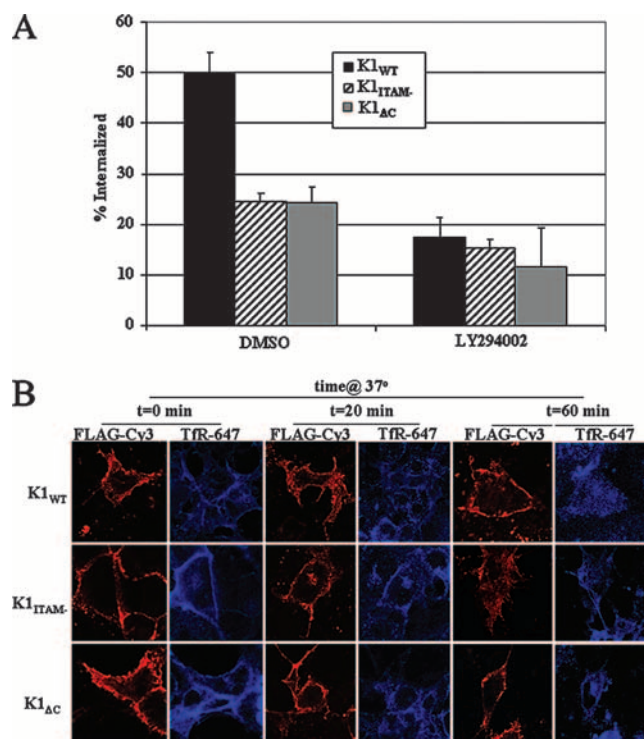 A
60
50
40
30
20
10
0
% Internalized
K1WT
K1ITAM-
K1ΔC
DMSO
LY294002
B
time@ 37°
t=0 min t=20 min t=60 min
FLAG-Cy3 TfR-647 FLAG-Cy3 TfR-647 FLAG-Cy3 TfR-647
K1WT
K1ITAM-
K1ΔC